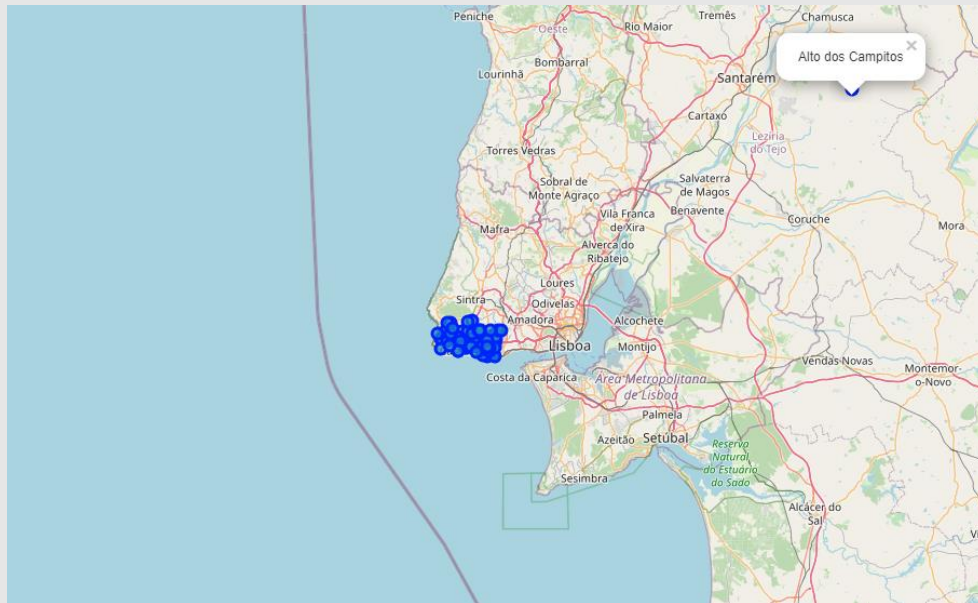 Peniche
Oeste
Rio Maior
Tremês
Chamusca
×
Alto dos Campitos
Bombarral
Lourinhã
Santarém
Cartaxo
Lezíria
do Tejo
Torres Vedras
Sobral de
Monte Agraço
Salvaterra
de Magos
Vila Franca
de Xira
Benavente
Coruche
Mora
Mafra
Alverca do
Ribatejo
Loures
Sintra
Odivelas
Amadora
Alcochete
Lisboa
Montijo
Vendas Novas
Montemor-
o-Novo
Costa da Caparica
Área Metropolitana
de Lisboa
Palmela
Azeitão
Setúbal
Reserva
Natural
do Estuário
do Sado
Sesimbra
Alcácer do
Sal